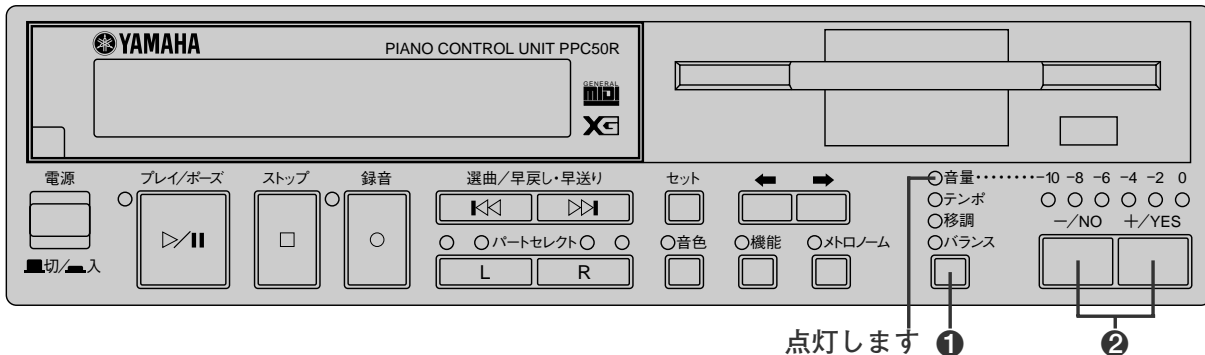 YAMAHA
PIANO CONTROL UNIT PPC50R
GENERAL
MIDI
XG
電源 プレイ/ポーズ ストップ 録音 選曲/早戻し・早送り セット ⬅ ➡ 音量・・・・・・・・-10 -8 -6 -4 -2 0
テンポ
移調 −/NO +/YES
パートセレクト 音色 機能 メトロノーム バランス
切/入
L R
点灯します ❶ ❷